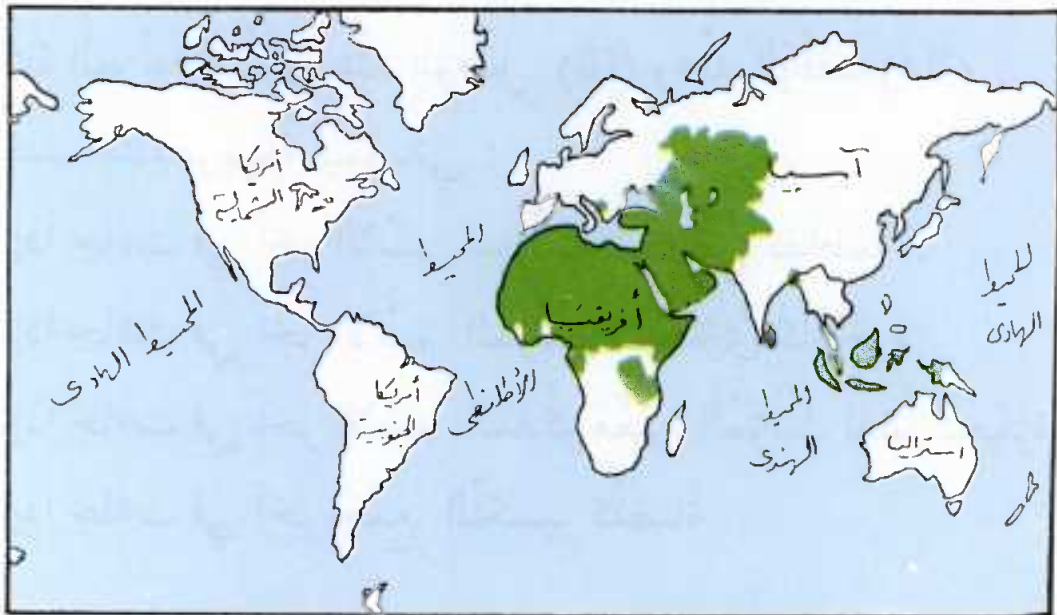 أمريكا
الشمالية
آسيا
المحيط
المحيط
الهادى
المحيط الهادى
أفريقيا
أمريكا
الجنوبية
الأطلنطى
المحيط
الهندى
استراليا